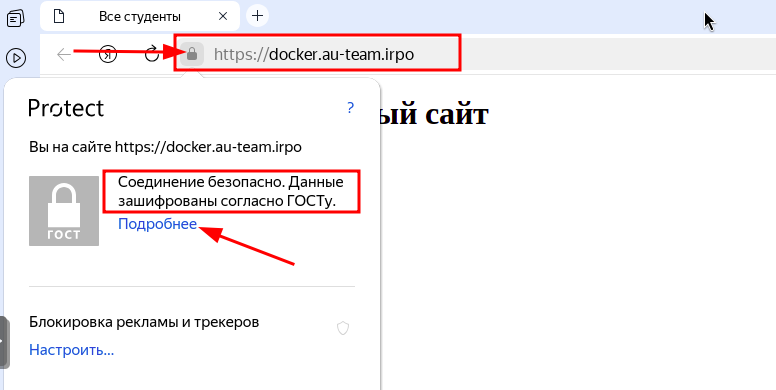 Все студенты
Я
https://docker.au-team.irpo
ый сайт
Protect
?
Вы на сайте https://docker.au-team.irpo
Соединение безопасно. Данные
зашифрованы согласно ГОСТу.
ГОСТ
Подробнее
Блокировка рекламы и трекеров
Настроить...